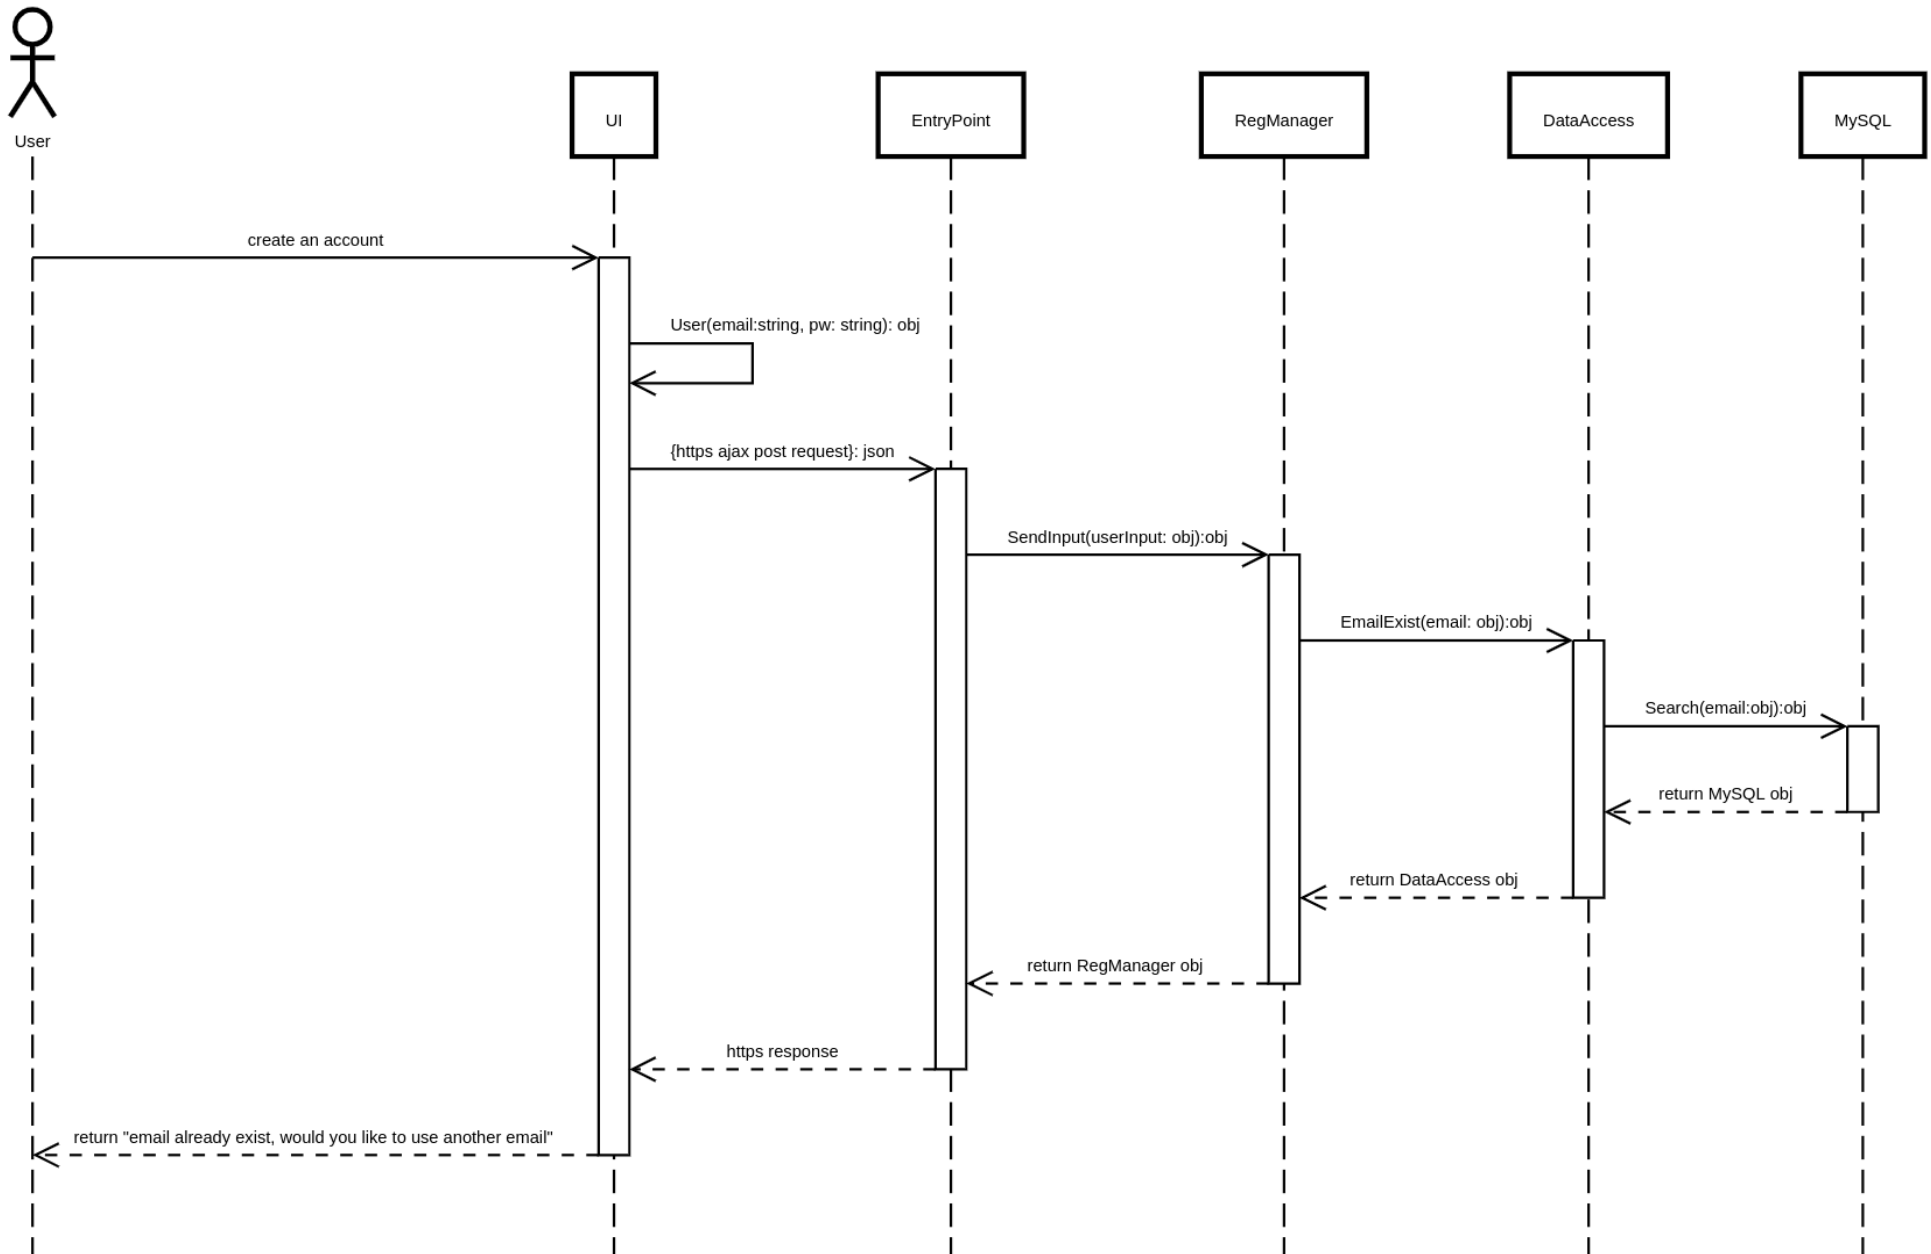 User
UI
EntryPoint
RegManager
DataAccess
MySQL
create an account
User(email:string, pw: string): obj
{https ajax post request}: json
SendInput(userInput: obj):obj
EmailExist(email: obj):obj
Search(email:obj):obj
return MySQL obj
return DataAccess obj
return RegManager obj
https response
return "email already exist, would you like to use another email"